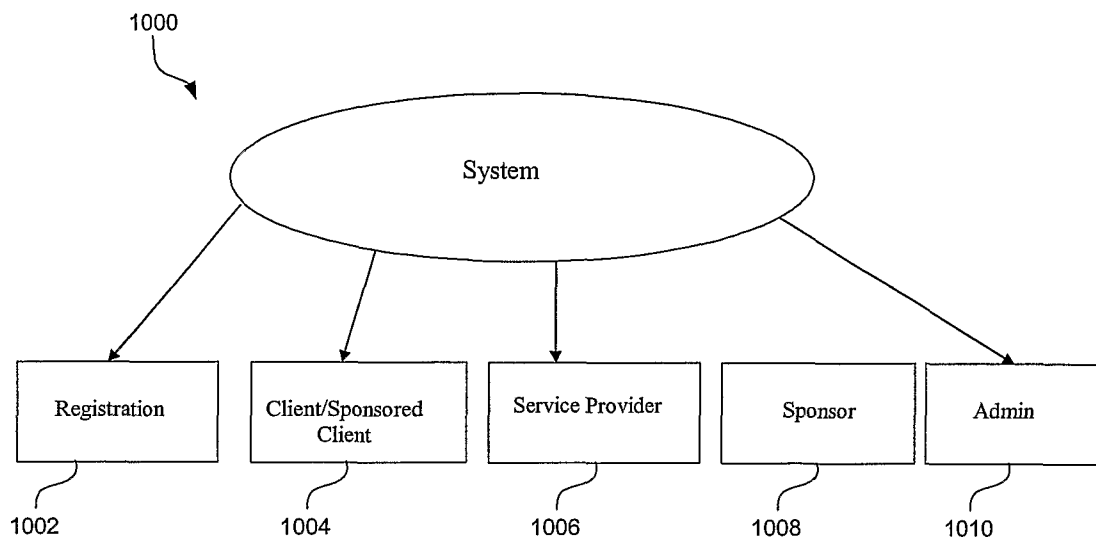 1000
System
Registration
Client/Sponsored
Client
Service Provider
Sponsor
Admin
1002
1004
1006
1008
1010